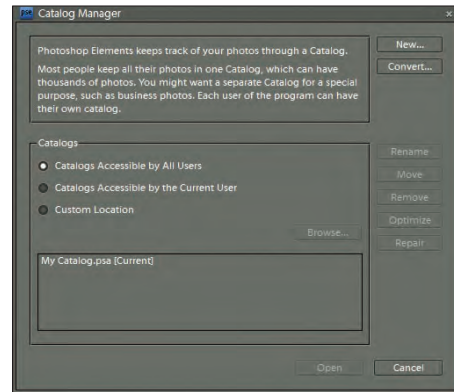 pse Catalog Manager x
Photoshop Elements keeps track of your photos through a Catalog.
Most people keep all their photos in one Catalog, which can have
thousands of photos. You might want a separate Catalog for a special
purpose, such as business photos. Each user of the program can have
their own catalog.
New...
Convert...
Catalogs
Catalogs Accessible by All Users
Catalogs Accessible by the Current User
Custom Location
Browse...
My Catalog.psa [Current]
Rename
Move
Remove
Optimize
Repair
Open
Cancel